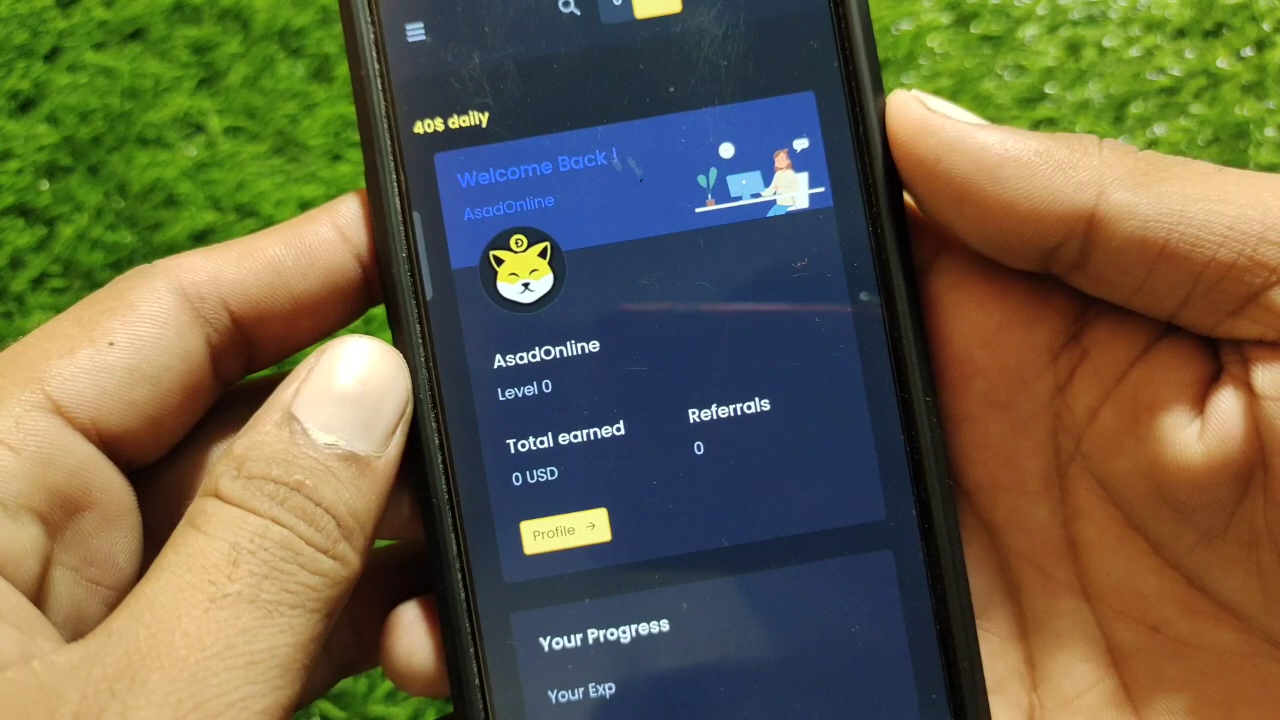 40$ daily
Welcome Back !
AsadOnline
AsadOnline
Level 0
Total earned
Referrals
0 USD
0
Profile →
Your Progress
Your Exp